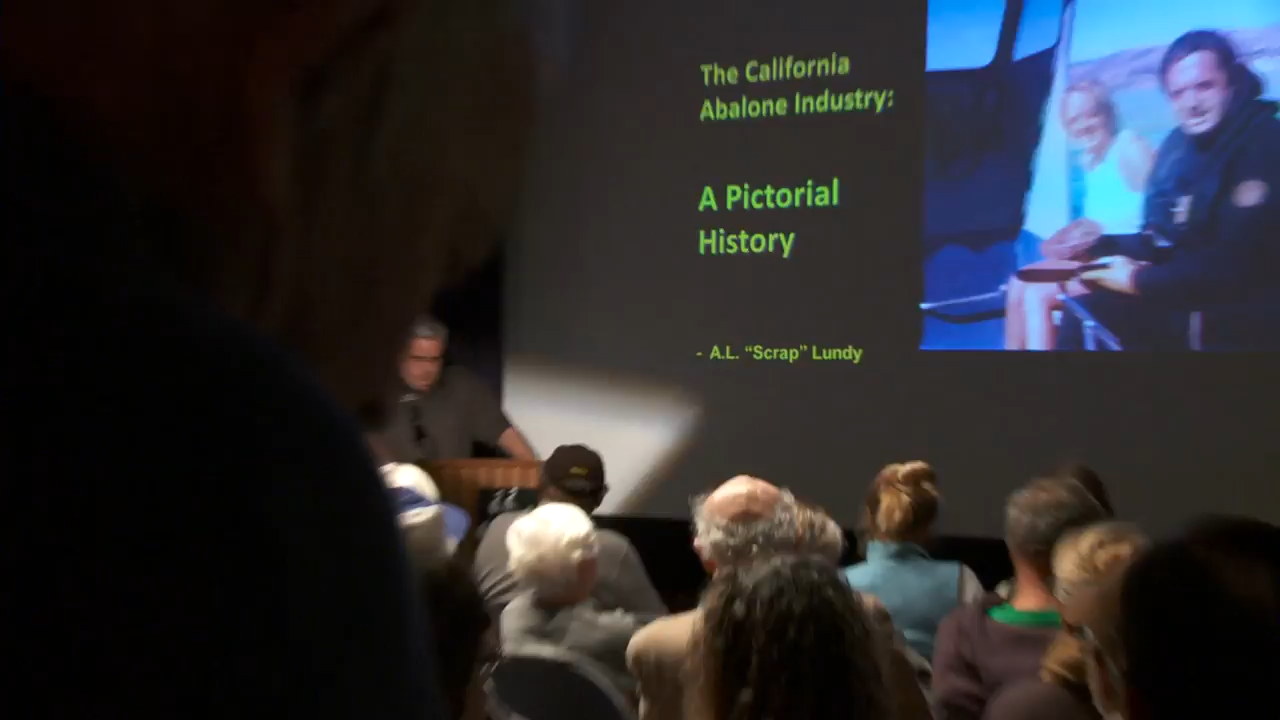 The California
Abalone Industry:
A Pictorial
History
- A.L. “Scrap” Lundy